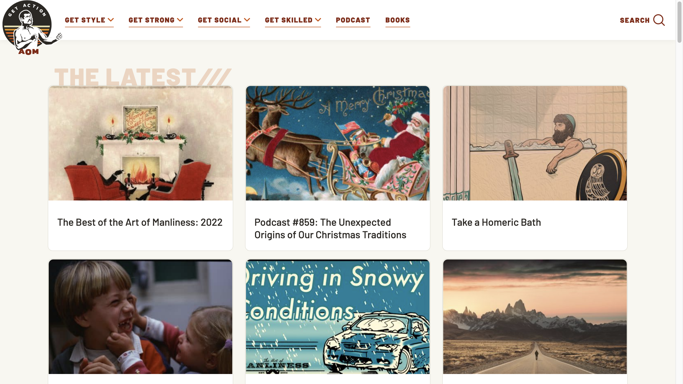 GET ACTION
AOM
GET STYLE
GET STRONG
GET SOCIAL
GET SKILLED
PODCAST
BOOKS
SEARCH
THE LATEST
A Merry Christmas
The Best of the Art of Manliness: 2022
Podcast #859: The Unexpected
Origins of Our Christmas Traditions
Take a Homeric Bath
Driving in Snowy
Conditions
ANLINESS